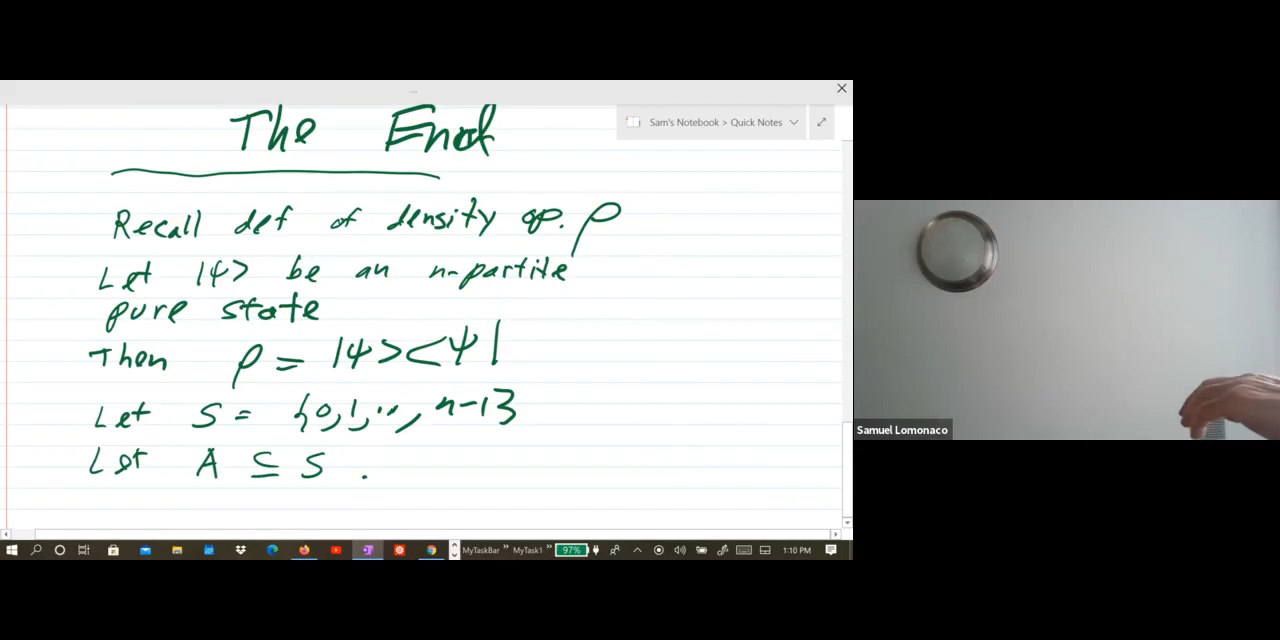 ...
The End
Sam's Notebook > Quick Notes
Recall def of density op. ρ
Let |ψ> be an n-partite
pure state
Then ρ = |ψ><ψ|
Let S = {0,1,..., n-1}
Let A ⊆ S .
Samuel Lomonaco
MyTaskBar » MyTask1 » 97% 1:10 PM